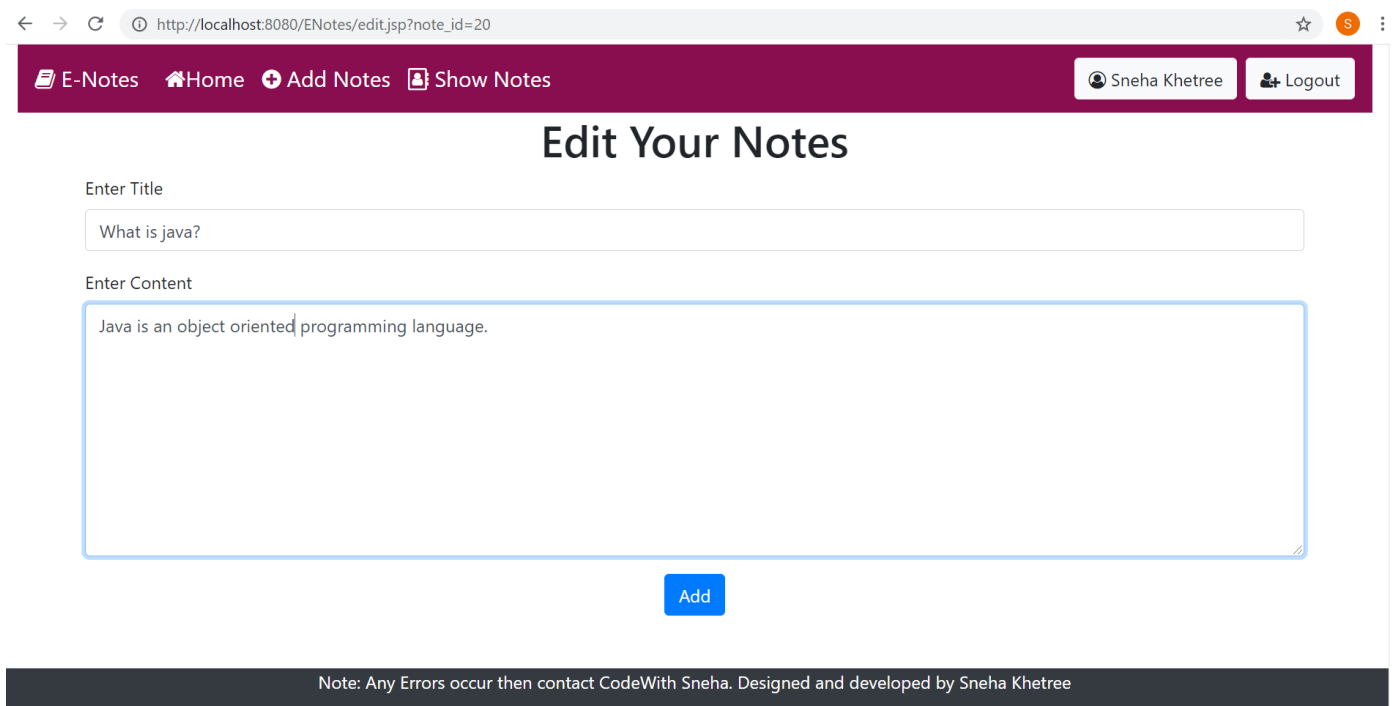 http://localhost:8080/ENotes/edit.jsp?note_id=20
S
E-Notes Home Add Notes Show Notes Sneha Khetree Logout
Edit Your Notes
Enter Title
What is java?
Enter Content
Java is an object oriented programming language.
Add
Note: Any Errors occur then contact CodeWith Sneha. Designed and developed by Sneha Khetree